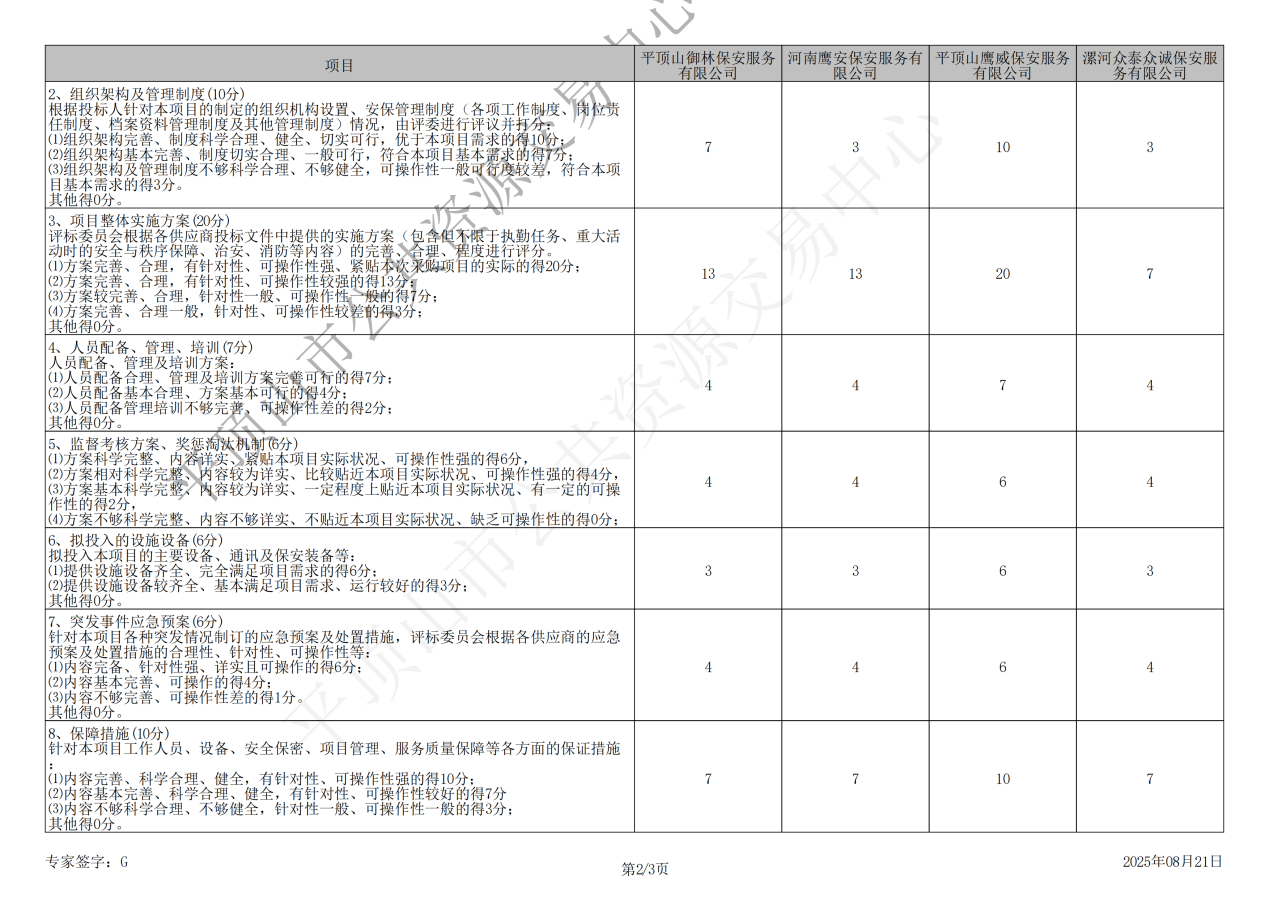 项目
平顶山御林保安服务
有限公司
河南鹰安保安服务有
限公司
平顶山鹰威保安服务
有限公司
漯河众泰众诚保安服
务有限公司
2、组织架构及管理制度(10分)
根据投标人针对本项目的制定的组织机构设置、安保管理制度（各项工作制度、岗位责
任制度、档案资料管理制度及其他管理制度）情况，由评委进行评议并打分：
⑴组织架构完善、制度科学合理、健全、切实可行，优于本项目需求的得10分；
⑵组织架构基本完善、制度切实合理、一般可行，符合本项目基本需求的得7分；
⑶组织架构及管理制度不够科学合理、不够健全，可操作性一般可行度较差，符合本项
目基本需求的得3分。
其他得0分。
7
3
10
3
3、项目整体实施方案(20分)
评标委员会根据各供应商投标文件中提供的实施方案（包含但不限于执勤任务、重大活
动时的安全与秩序保障、治安、消防等内容）的完善、合理、程度进行评分。
⑴方案完善、合理，有针对性、可操作性强、紧贴本次采购项目的实际的得20分；
⑵方案完善、合理，有针对性、可操作性较强的得13分；
⑶方案较完善、合理，针对性一般、可操作性一般的得7分；
⑷方案完善、合理一般，针对性、可操作性较差的得3分；
其他得0分。
13
13
20
7
4、人员配备、管理、培训(7分)
人员配备、管理及培训方案：
⑴人员配备合理、管理及培训方案完善可行的得7分；
⑵人员配备基本合理、方案基本可行的得4分；
⑶人员配备管理培训不够完善、可操作性差的得2分；
其他得0分。
4
4
7
4
5、监督考核方案、奖惩淘汰机制(6分)
⑴方案科学完整、内容详实、紧贴本项目实际状况、可操作性强的得6分，
⑵方案相对科学完整、内容较为详实、比较贴近本项目实际状况、可操作性强的得4分，
⑶方案基本科学完整、内容较为详实、一定程度上贴近本项目实际状况、有一定的可操
作性的得2分，
⑷方案不够科学完整、内容不够详实、不贴近本项目实际状况、缺乏可操作性的得0分；
4
4
6
4
6、拟投入的设施设备(6分)
拟投入本项目的主要设备、通讯及保安装备等：
⑴提供设施设备齐全、完全满足项目需求的得6分；
⑵提供设施设备较齐全、基本满足项目需求、运行较好的得3分；
其他得0分。
3
3
6
3
7、突发事件应急预案(6分)
针对本项目各种突发情况制订的应急预案及处置措施，评标委员会根据各供应商的应急
预案及处置措施的合理性、针对性、可操作性等：
⑴内容完备、针对性强、详实且可操作的得6分；
⑵内容基本完善、可操作的得4分；
⑶内容不够完善、可操作性差的得1分。
其他得0分。
4
4
6
4
8、保障措施(10分)
针对本项目工作人员、设备、安全保密、项目管理、服务质量保障等各方面的保证措施
：
⑴内容完善、科学合理、健全，有针对性、可操作性强的得10分；
⑵内容基本完善、科学合理、健全，有针对性、可操作性较好的得7分
⑶内容不够科学合理、不够健全，针对性一般、可操作性一般的得3分；
其他得0分。
7
7
10
7
专家签字：G
第2/3页
2025年08月21日
平顶山市公共资源交易中心
平顶山市公共资源交易中心